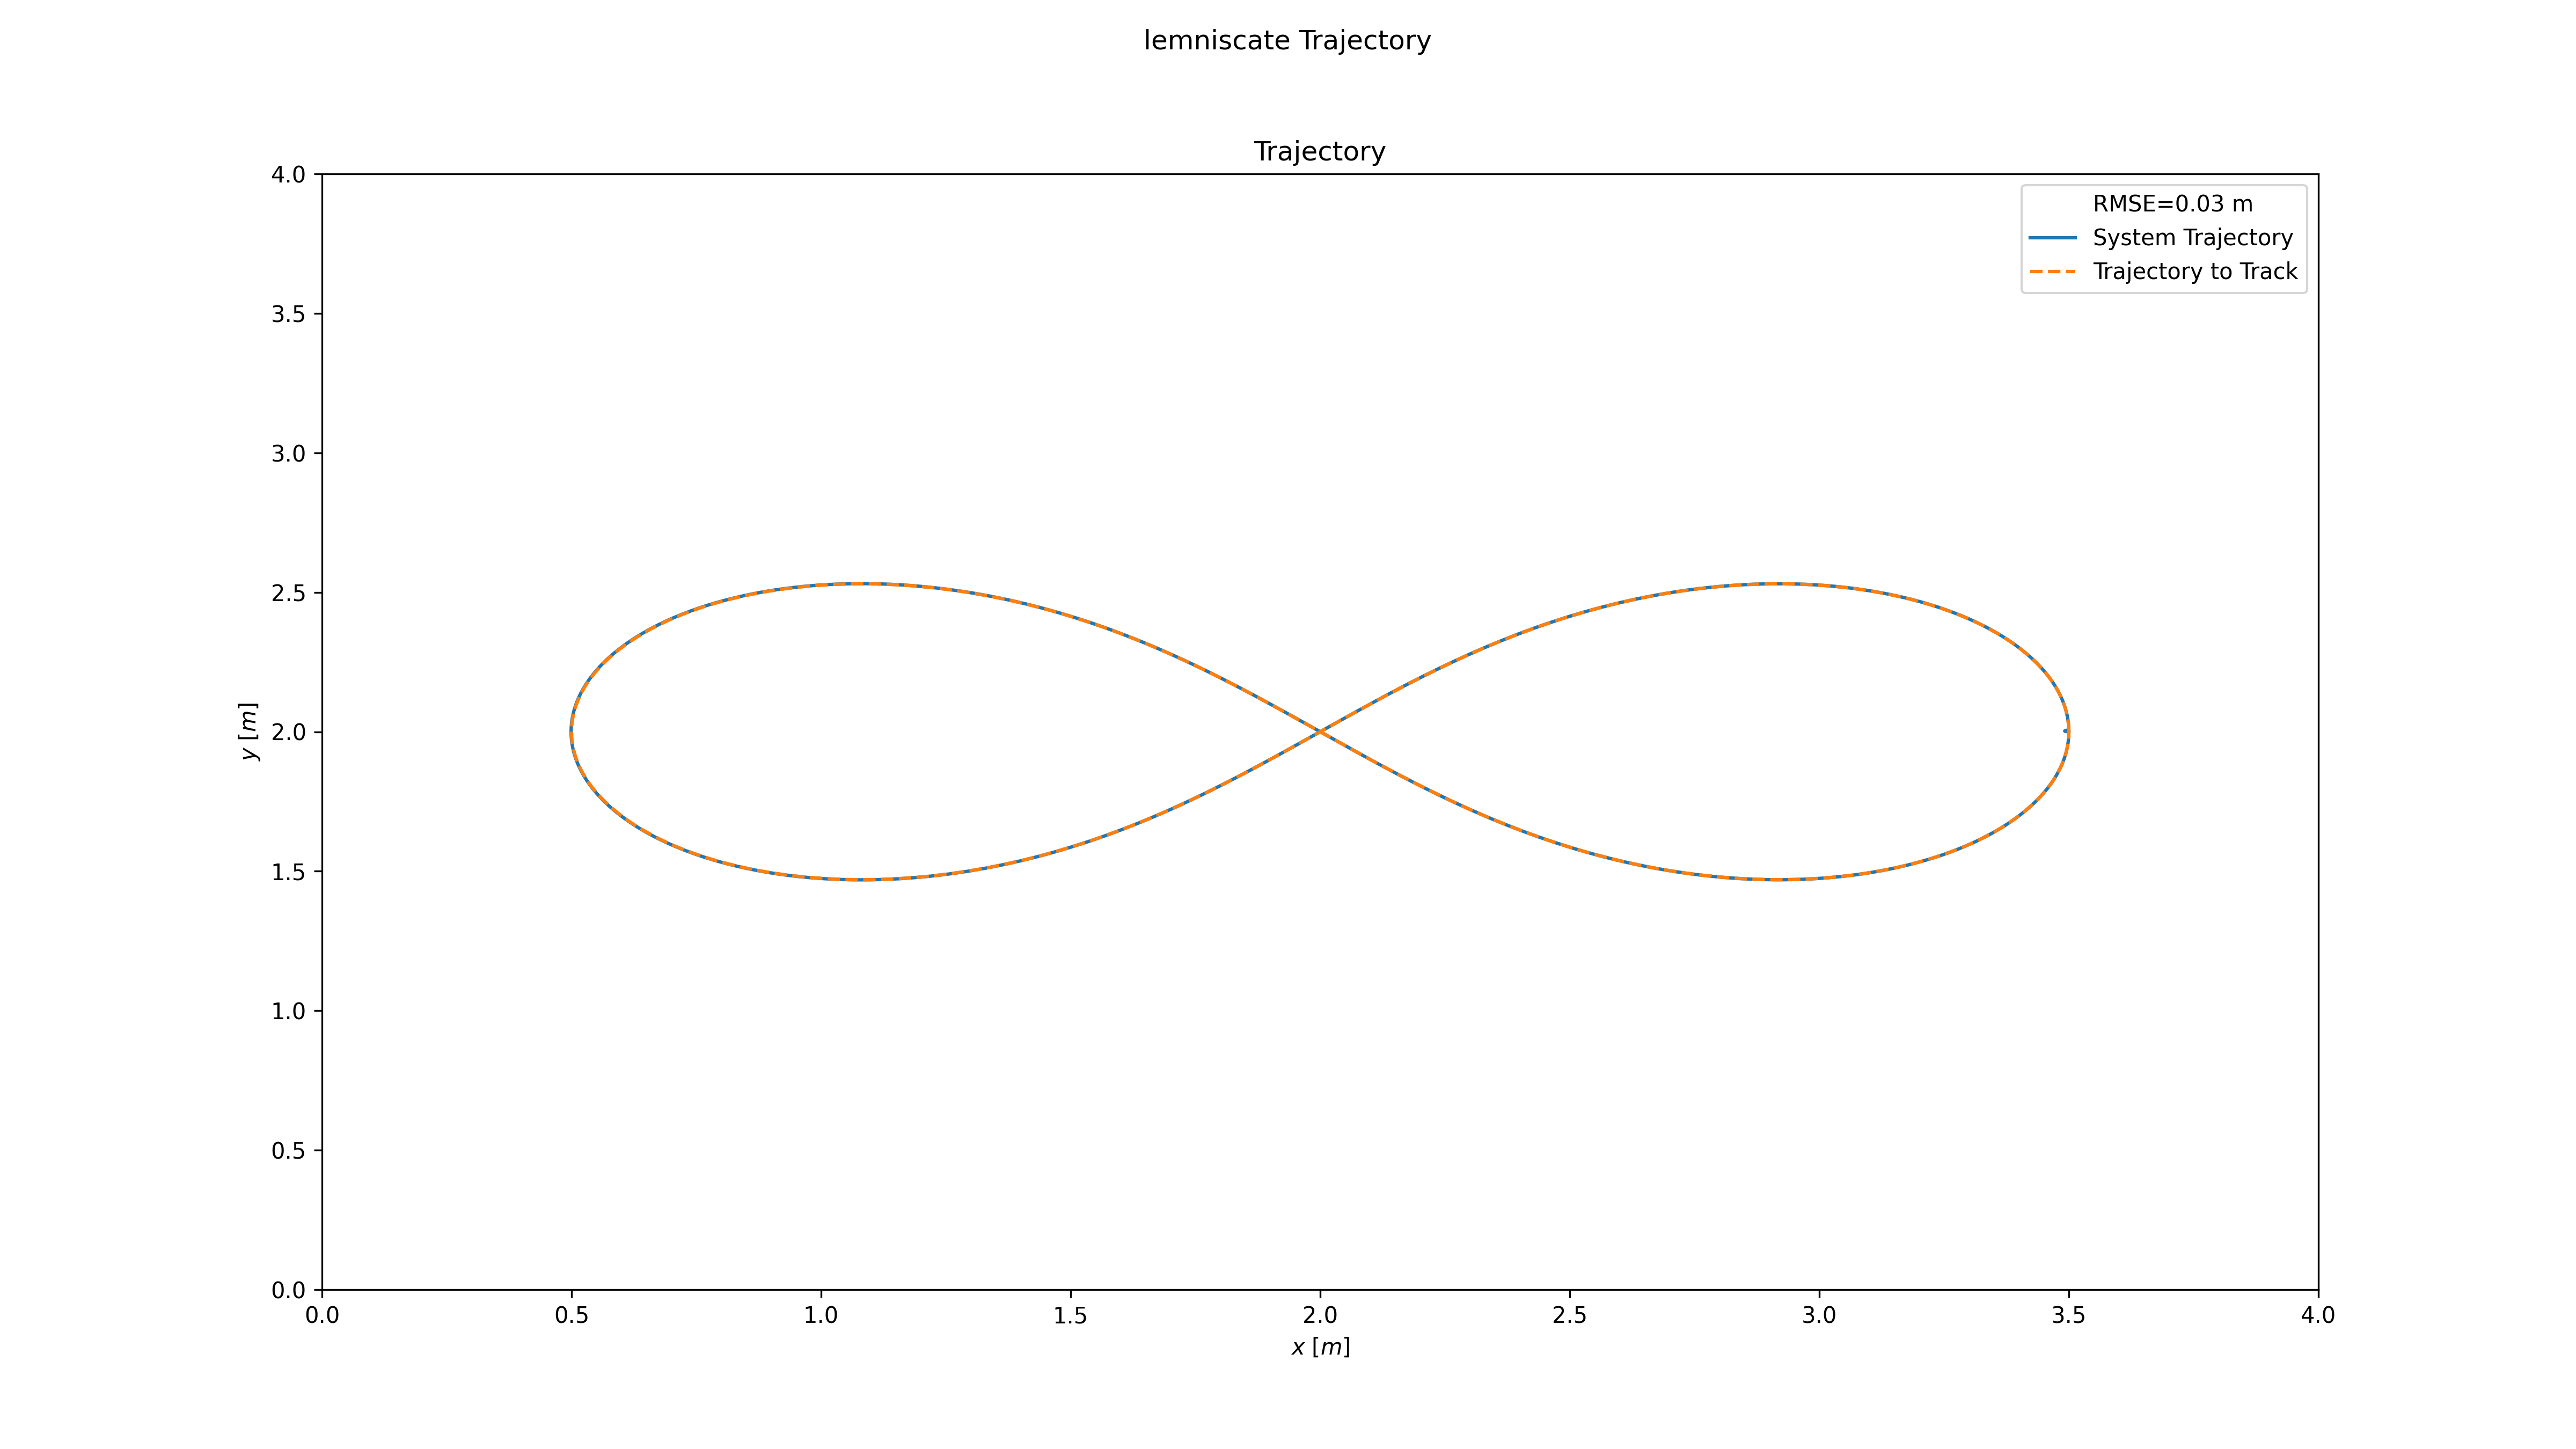 lemniscate Trajectory
Trajectory
RMSE=0.03 m
System Trajectory
Trajectory to Track
4.0
3.5
3.0
2.5
2.0
1.5
1.0
0.5
0.0
y [m]
0.0 0.5 1.0 1.5 2.0 2.5 3.0 3.5 4.0
x [m]